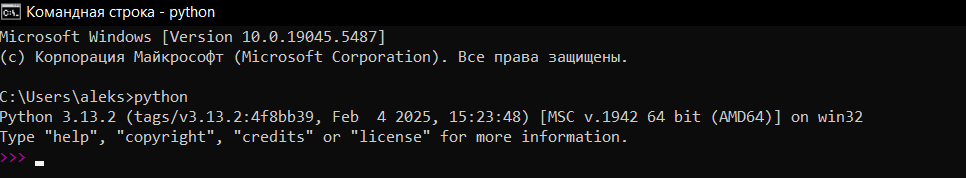 Командная строка - python
Microsoft Windows [Version 10.0.19045.5487]
(c) Корпорация Майкрософт (Microsoft Corporation). Все права защищены.
C:\Users\aleks>python
Python 3.13.2 (tags/v3.13.2:4f8bb39, Feb  4 2025, 15:23:48) [MSC v.1942 64 bit (AMD64)] on win32
Type "help", "copyright", "credits" or "license" for more information.
>>>